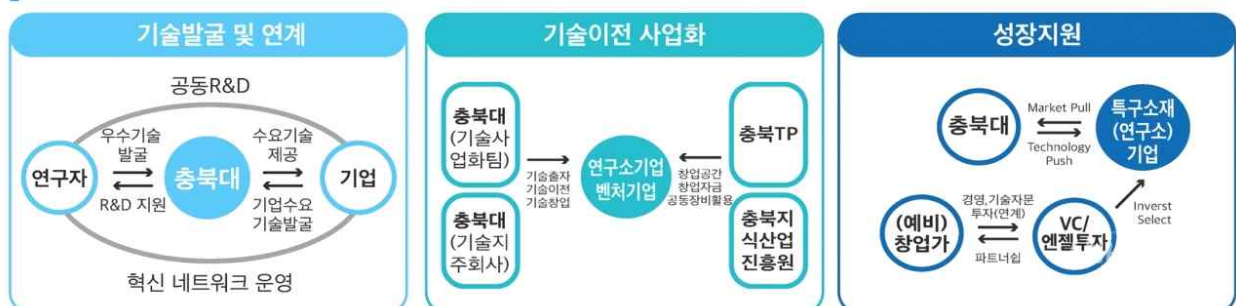 기술발굴 및 연계
공동R&D
우수기술
발굴
수요기술
제공
연구자
충북대
기업
R&D 지원
기업수요
기술발굴
혁신 네트워크 운영
기술이전 사업화
충북대
(기술사
업화팀)
기술출자
기술이전
기술창업
충북대
(기술지
주회사)
연구소기업
벤처기업
충북TP
창업공간
창업자금
공동장비활용
충북지
식산업
진흥원
성장지원
충북대
Market Pull
Technology
Push
특구소재
(연구소)
기업
(예비)
창업가
경영,기술자문
투자(연계)
파트너쉽
VC/
엔젤투자
Inverst
Select